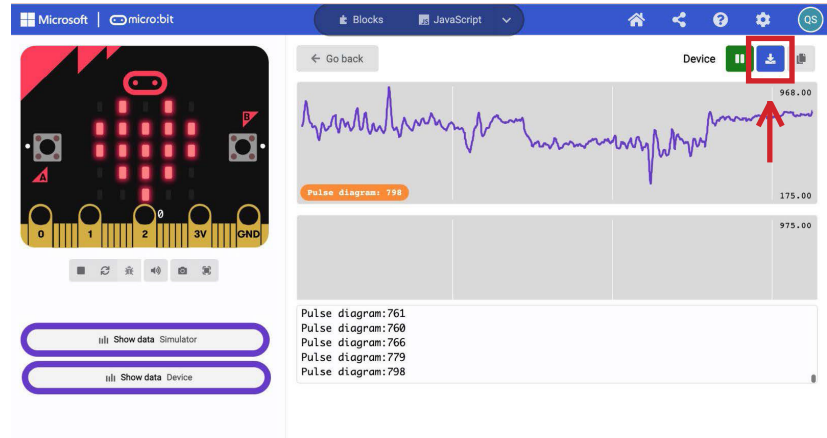 Microsoft | micro:bit
Blocks
JavaScript
QS
Go back
Device
968.00
Pulse diagram: 798
175.00
975.00
B
A
0
0 1 2 3V GND
Pulse diagram:761
Pulse diagram:760
Pulse diagram:766
Pulse diagram:779
Pulse diagram:798
Show data Simulator
Show data Device